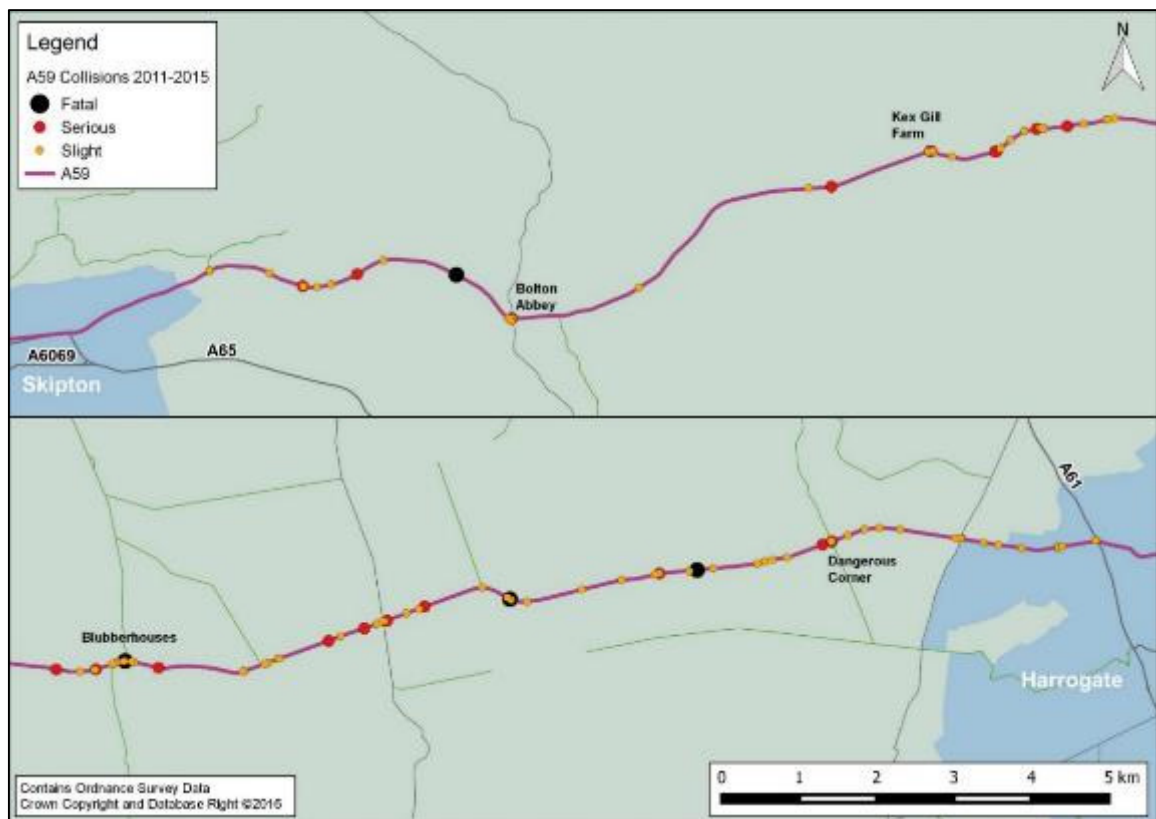 Legend
A59 Collisions 2011-2015
Fatal
Serious
Slight
A59
N
Kex Gill
Farm
Bolton
Abbey
A6069
A65
Skipton
A61
Dangerous
Corner
Blubberhouses
Harrogate
Contains Ordnance Survey Data
Crown Copyright and Database Right ©2016
0 1 2 3 4 5 km